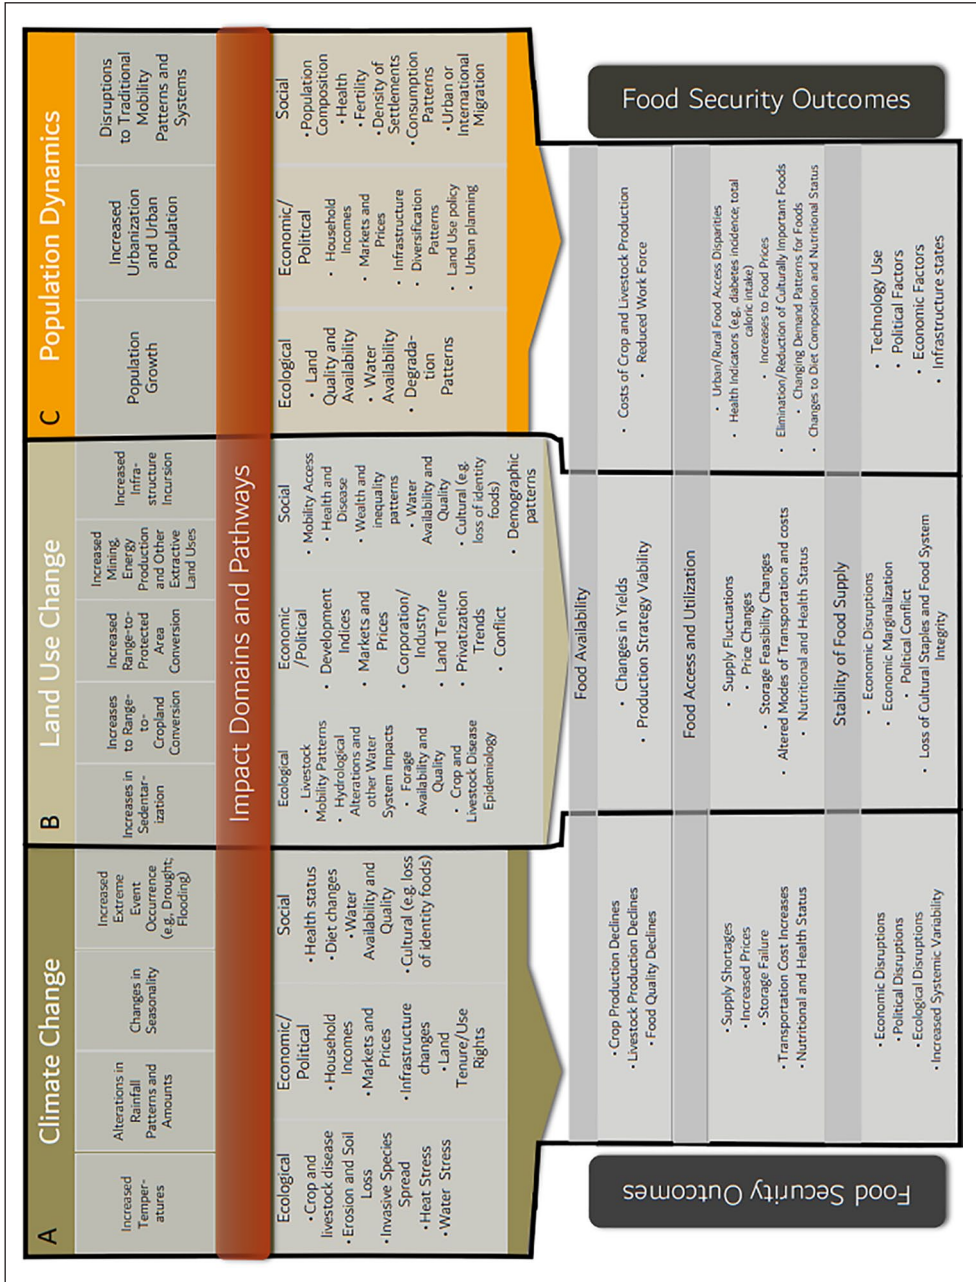 A
Climate Change
Increased
Temper-
atures
Alterations in
Rainfall
Patterns and
Amounts
Changes in
Seasonality
Increased
Extreme
Event
Occurrence
(e.g, Drought;
Flooding)
B
Land Use Change
Increases in
Sedentar-
ization
Increases
to Range-
to-
Cropland
Conversion
Increased
Range-to-
Protected
Area
Conversion
Increased
Mining,
Energy
Production
and Other
Extractive
Land Uses
Increased
Infra-
structure
Incursion
C
Population Dynamics
Population
Growth
Increased
Urbanization
and Urban
Population
Disruptions
to Traditional
Mobility
Patterns and
Systems
Impact Domains and Pathways
Ecological
• Crop and
livestock disease
• Erosion and Soil
Loss
• Invasive Species
Spread
• Heat Stress
• Water Stress
Economic/
Political
• Household
Incomes
• Markets and
Prices
• Infrastructure
changes
• Land
Tenure/Use
Rights
Social
• Health status
• Diet changes
• Water
Availability and
Quality
• Cultural (e.g. loss
of identity foods)
Ecological
• Livestock
Mobility Patterns
• Hydrological
Alterations and
other Water
System Impacts
• Forage
Availability and
Quality
• Crop and
Livestock Disease
Epidemiology
Economic
/Political
• Development
Indices
• Markets and
Prices
• Corporation/
Industry
• Land Tenure
• Privatization
Trends
• Conflict
Social
• Mobility Access
• Health and
Disease
• Wealth and
inequality
patterns
• Water
Availability and
Quality
• Cultural (e.g.
loss of identity
foods)
• Demographic
patterns
Ecological
• Land
Quality and
Availability
• Water
Availability
• Degrada-
tion
Patterns
Economic/
Political
• Household
Incomes
• Markets and
Prices
• Infrastructure
• Diversification
Patterns
• Land Use policy
• Urban planning
Social
• Population
Composition
• Health
• Fertility
• Density of
Settlements
• Consumption
Patterns
• Urban or
International
Migration
Food Security Outcomes
Food Security Outcomes
Food Availability
• Crop Production Declines
• Livestock Production Declines
• Food Quality Declines
• Changes in Yields
• Production Strategy Viability
• Costs of Crop and Livestock Production
• Reduced Work Force
Food Access and Utilization
• Supply Shortages
• Increased Prices
• Storage Failure
• Transportation Cost Increases
• Nutritional and Health Status
• Supply Fluctuations
• Price Changes
• Storage Feasibility Changes
• Altered Modes of Transportation and costs
• Nutritional and Health Status
• Urban/Rural Food Access Disparities
• Health Indicators (e.g., diabetes incidence; total
caloric intake)
• Increases to Food Prices
• Elimination/Reduction of Culturally Important Foods
• Changing Demand Patterns for Foods
• Changes to Diet Composition and Nutritional Status
Stability of Food Supply
• Economic Disruptions
• Political Disruptions
• Ecological Disruptions
• Increased Systemic Variability
• Economic Disruptions
• Economic Marginalization
• Political Conflict
• Loss of Cultural Staples and Food System
Integrity
• Technology Use
• Political Factors
• Economic Factors
• Infrastructure states